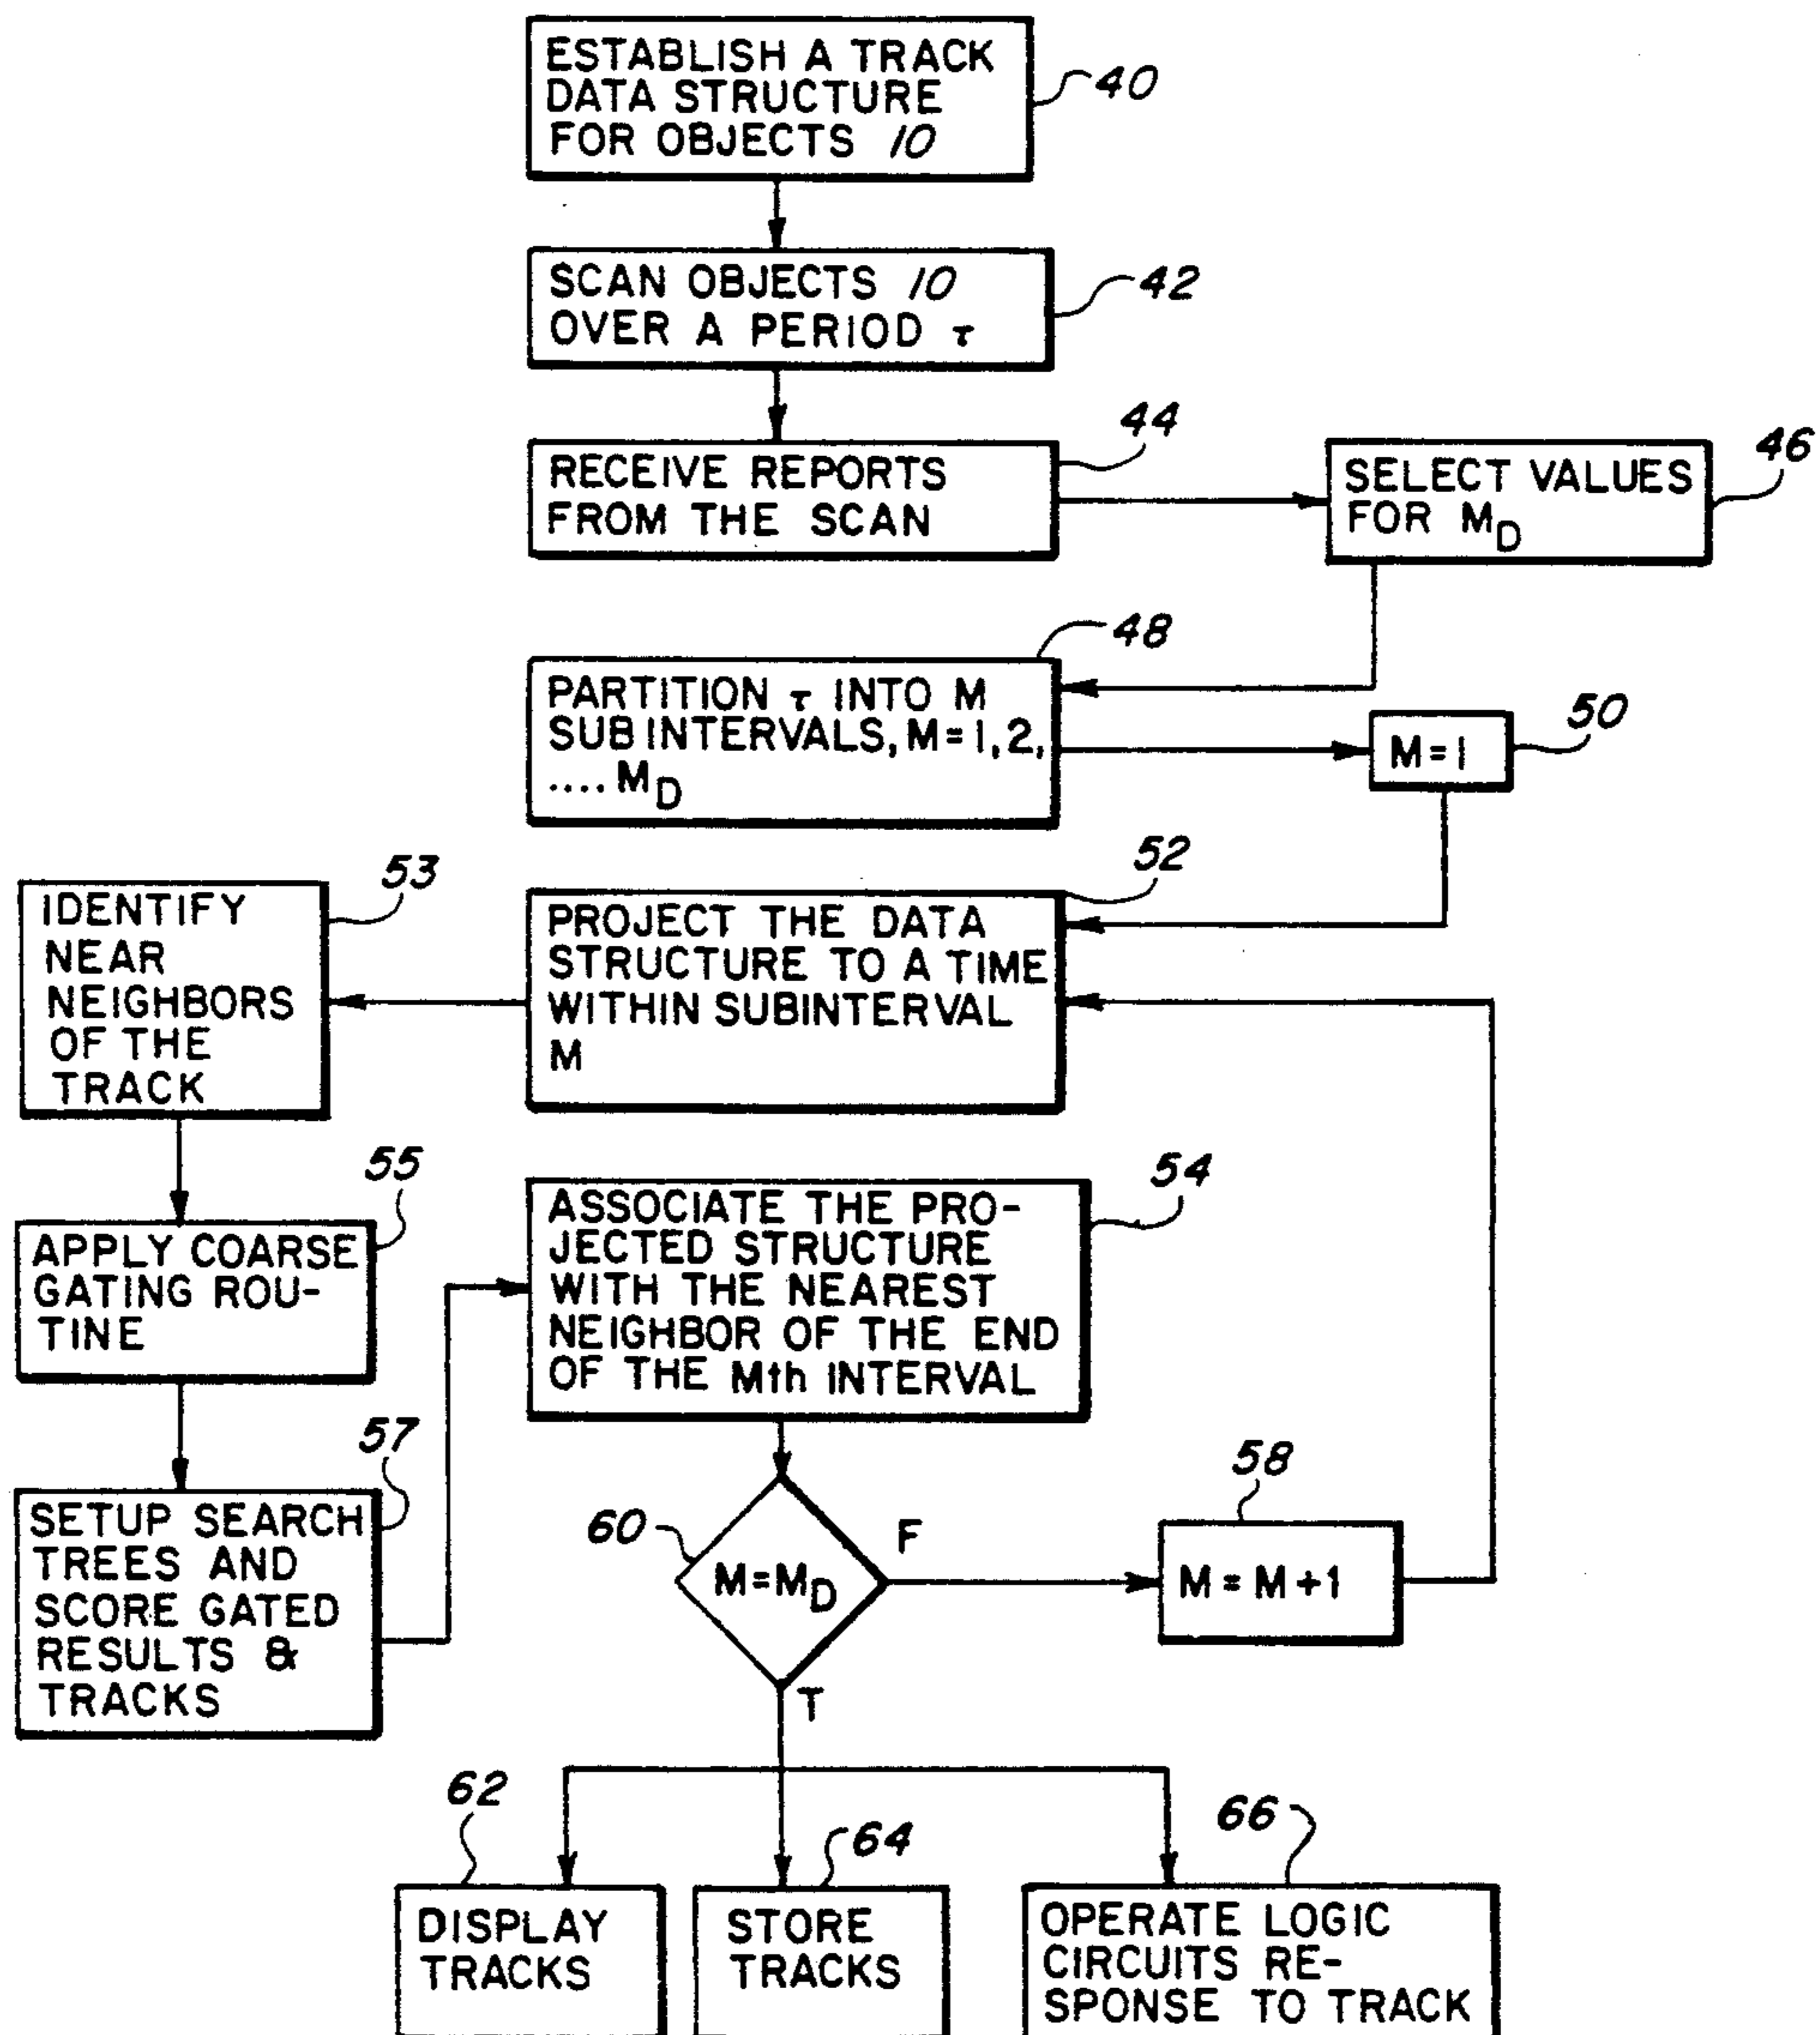 ESTABLISH A TRACK
DATA STRUCTURE
FOR OBJECTS 10
40
SCAN OBJECTS 10
OVER A PERIOD τ
42
RECEIVE REPORTS
FROM THE SCAN
44
SELECT VALUES
FOR MD
46
PARTITION τ INTO M
SUBINTERVALS, M=1,2,
.... MD
48
M=1
50
PROJECT THE DATA
STRUCTURE TO A TIME
WITHIN SUBINTERVAL
M
52
IDENTIFY
NEAR
NEIGHBORS
OF THE
TRACK
53
APPLY COARSE
GATING ROU-
TINE
55
SETUP SEARCH
TREES AND
SCORE GATED
RESULTS &
TRACKS
57
ASSOCIATE THE PRO-
JECTED STRUCTURE
WITH THE NEAREST
NEIGHBOR OF THE END
OF THE Mth INTERVAL
54
60
M=MD
F
T
M=M+1
58
DISPLAY
TRACKS
62
STORE
TRACKS
64
OPERATE LOGIC
CIRCUITS RE-
SPONSE TO TRACK
66